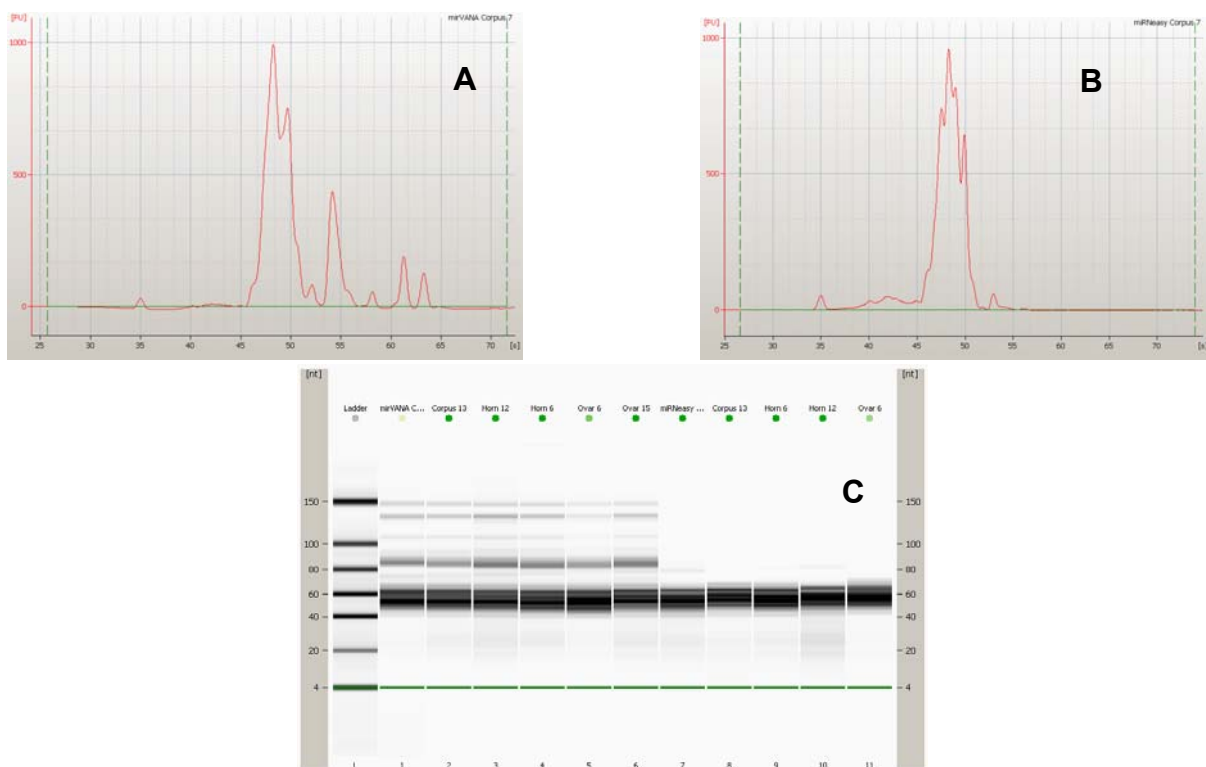 [FU] mirVANA Corpus 7
1000
A
500
0
25 30 35 40 45 50 55 60 65 70 [s]
[FU] miRNeasy Corpus 7
1000
B
500
0
25 30 35 40 45 50 55 60 65 70 [s]
[nt] [nt]
Ladder mirVANA C... Corpus 13 Horn 12 Horn 6 Ovar 6 Ovar 15 miRNeasy ... Corpus 13 Horn 6 Horn 12 Ovar 6
C
150 150
100 100
80 80
60 60
40 40
20 20
4 4
L 1 2 3 4 5 6 7 8 9 10 11